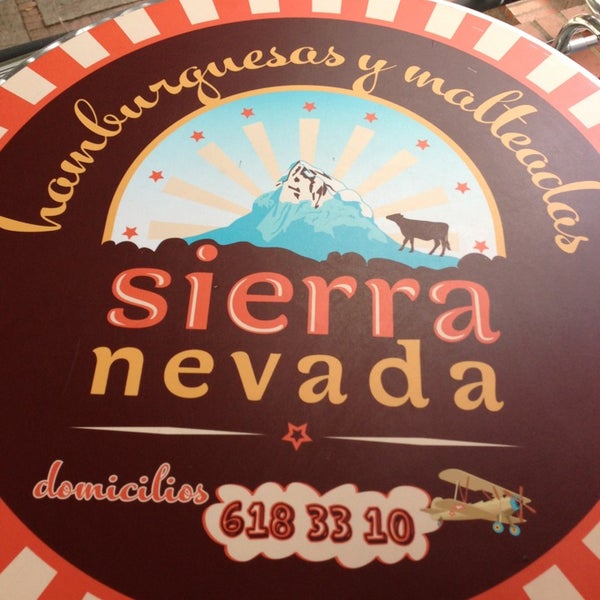 hamburguesas y malteadas
sierra
nevada
domicilios 618 33 10